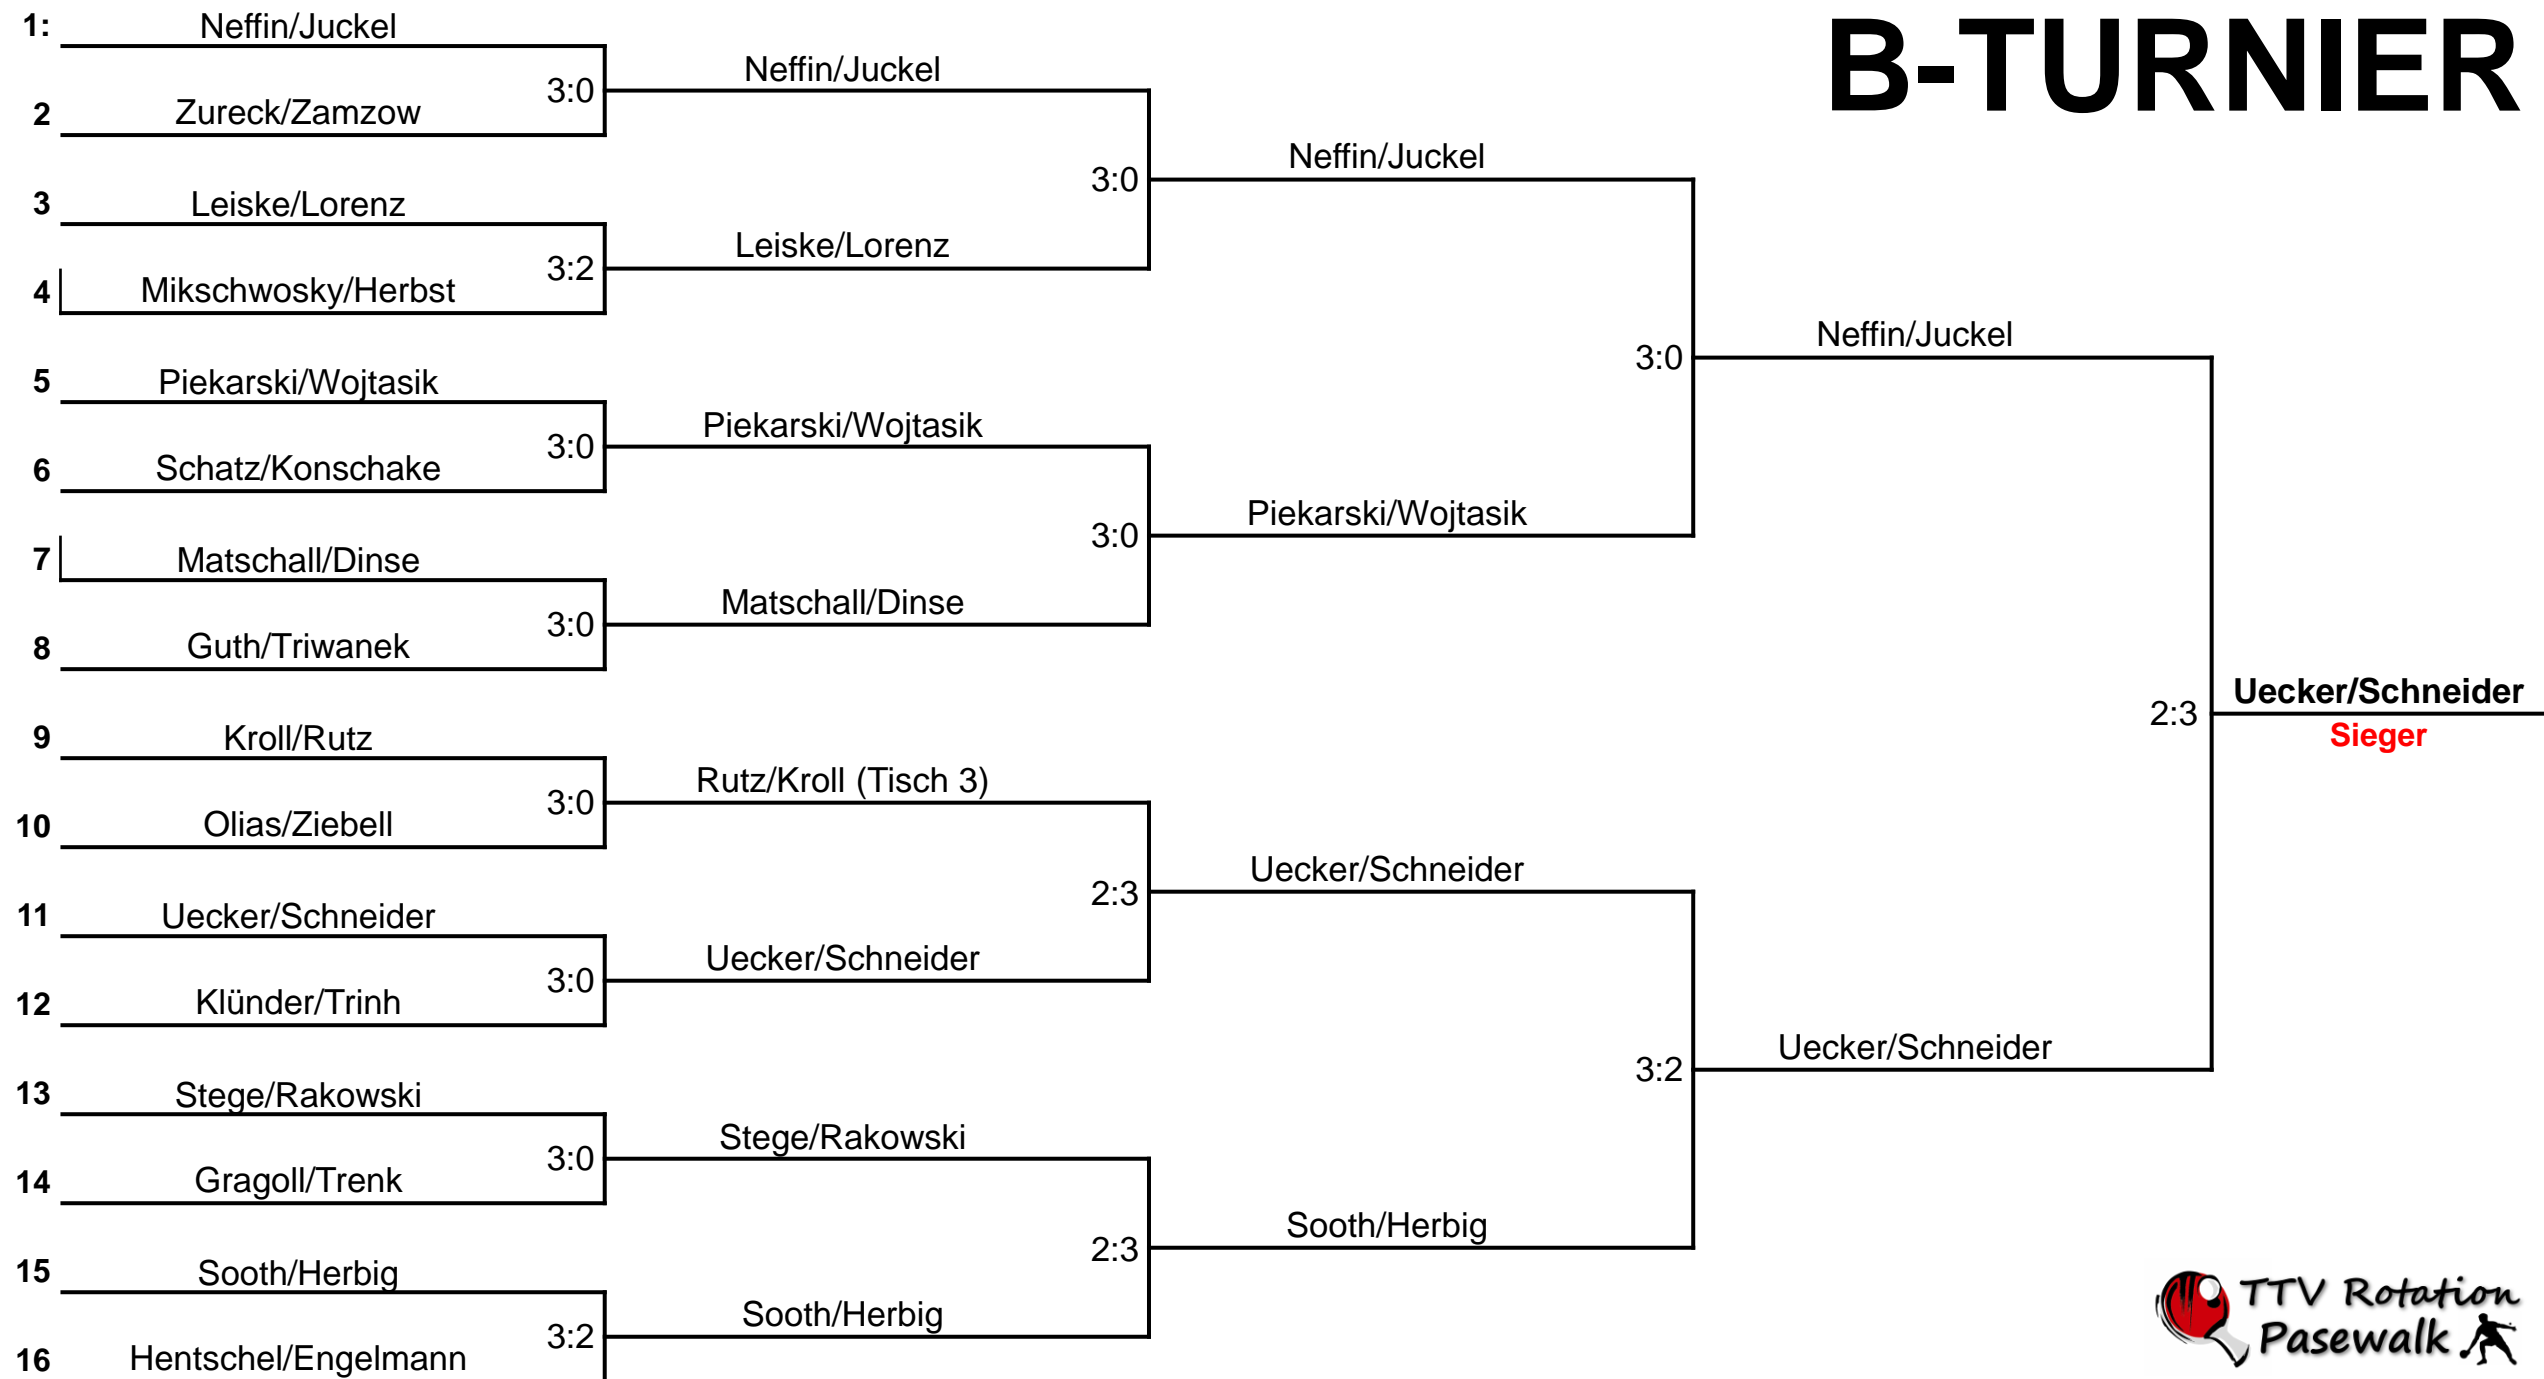 B-TURNIER
1: Neffin/Juckel
3:0
2 Zureck/Zamzow
3 Leiske/Lorenz
3:2
4 Mikschwosky/Herbst
5 Piekarski/Wojtasik
3:0
6 Schatz/Konschake
7 Matschall/Dinse
3:0
8 Guth/Triwanek
9 Kroll/Rutz
3:0
10 Olias/Ziebell
11 Uecker/Schneider
3:0
12 Klünder/Trinh
13 Stege/Rakowski
3:0
14 Gragoll/Trenk
15 Sooth/Herbig
3:2
16 Hentschel/Engelmann
Neffin/Juckel
3:0
Leiske/Lorenz
Piekarski/Wojtasik
3:0
Matschall/Dinse
Rutz/Kroll (Tisch 3)
2:3
Uecker/Schneider
Stege/Rakowski
2:3
Sooth/Herbig
Neffin/Juckel
3:0
Piekarski/Wojtasik
Uecker/Schneider
3:2
Sooth/Herbig
Neffin/Juckel
2:3
Uecker/Schneider
Uecker/Schneider
Sieger
TTV Rotation
Pasewalk